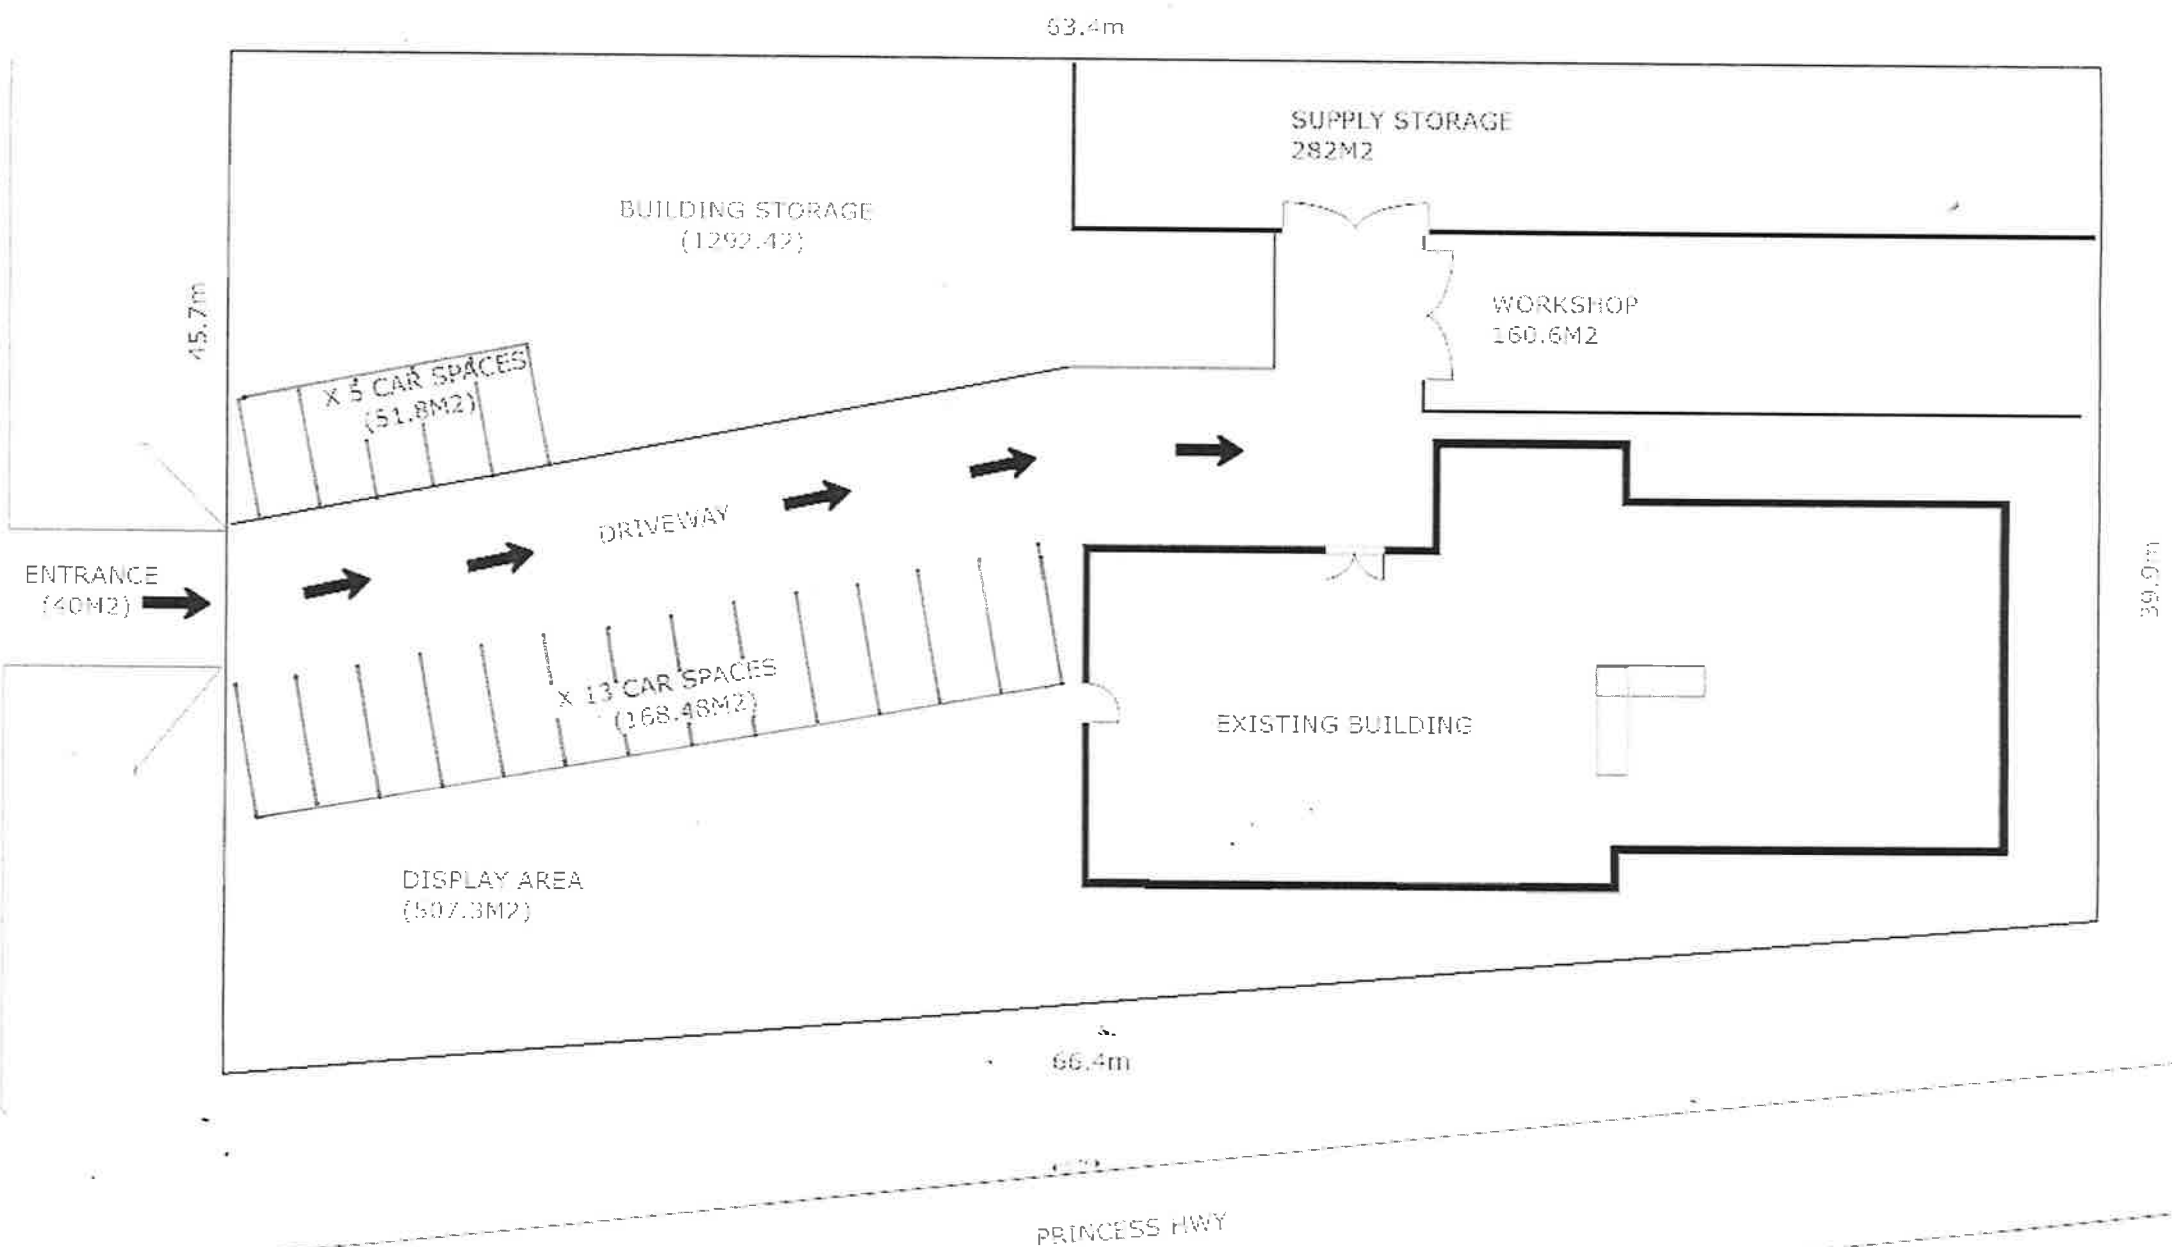 63.4m
SUPPLY STORAGE
282M2
BUILDING STORAGE
(1292.42)
45.7m
WORKSHOP
160.6M2
X 5 CAR SPACES
(51.8M2)
DRIVEWAY
ENTRANCE
(40M2)
39.9m
X 13 CAR SPACES
(168.48M2)
EXISTING BUILDING
DISPLAY AREA
(507.3M2)
66.4m
PRINCESS HWY